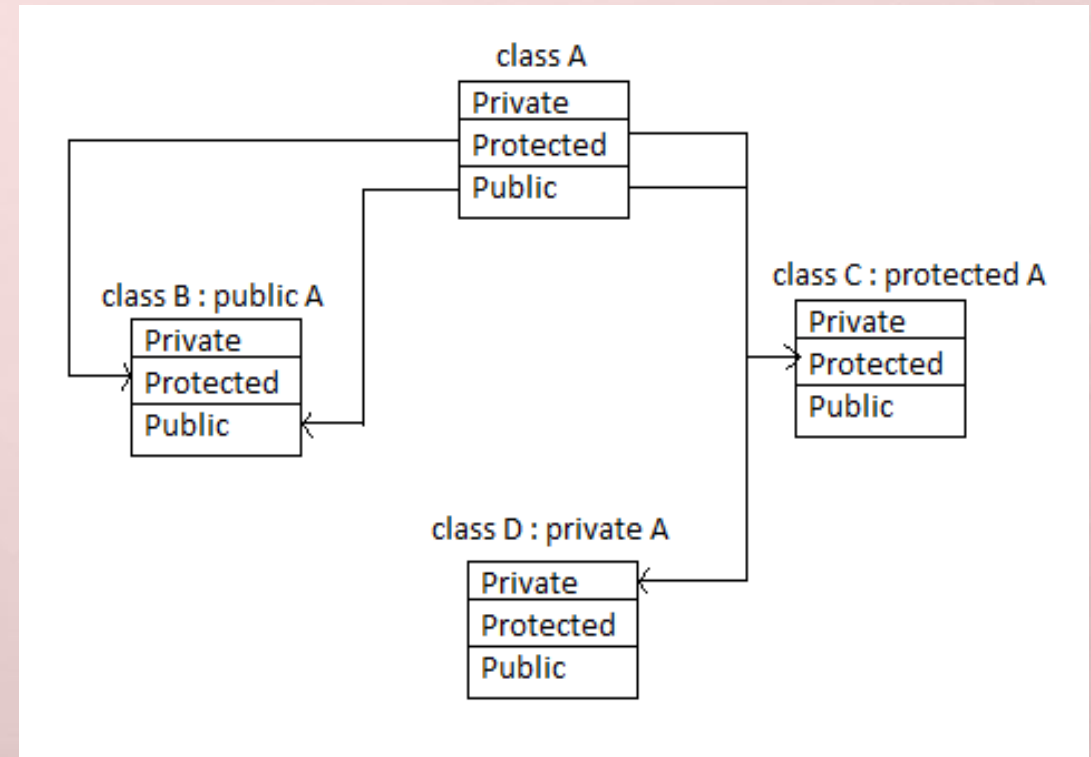 class A
Private
Protected
Public
class B : public A
Private
Protected
Public
class C : protected A
Private
Protected
Public
class D : private A
Private
Protected
Public